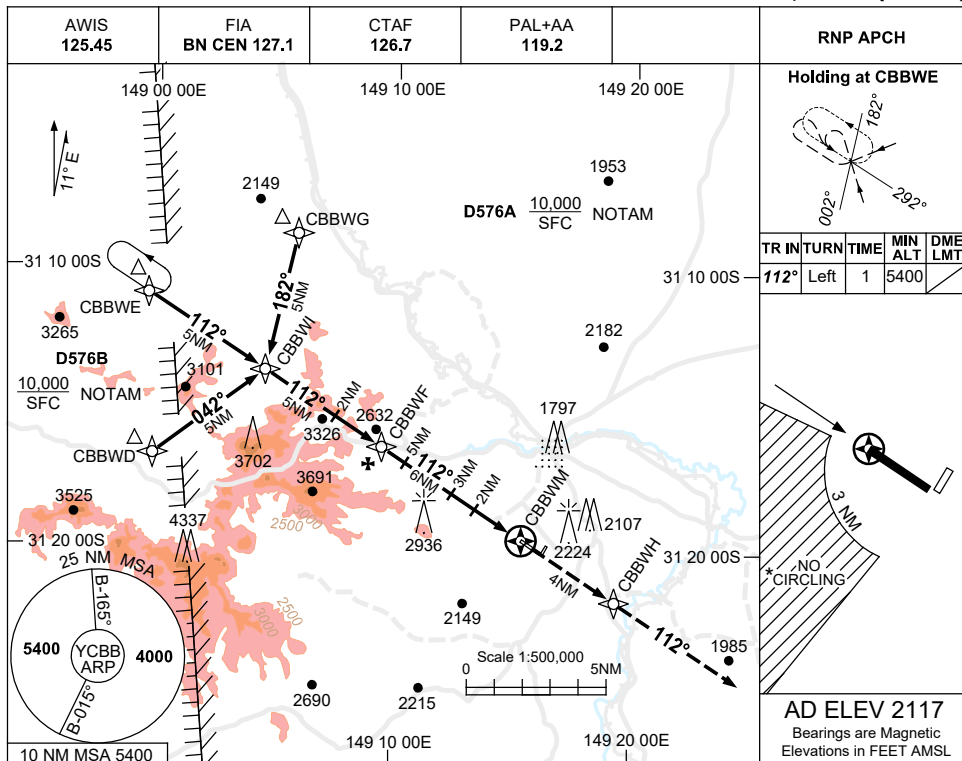 AWIS
125.45
FIA
BN CEN 127.1
CTAF
126.7
PAL+AA
119.2
RNP APCH
149 00 00E
149 10 00E
149 20 00E
11° E
2149
CBBWG
1953
D576A 10,000 SFC NOTAM
31 10 00S
31 10 00S
CBBWE
182°
5NM
112°
5NM
CBBWI
3265
D576B
10,000 SFC NOTAM
3101
2182
042°
5NM
112°
5NM
2NM
3326
2632
CBBWF
1797
CBBWD
3702
5NM
112°
6NM
3NM
2NM
CBBWM
3525
3691
3000
2500
2936
2224
2107
4337
31 20 00S
31 20 00S
CBBWH
4NM
25 NM MSA
B-165°
5400
YCBB
ARP
4000
B-015°
2500
3000
2149
112°
1985
Scale 1:500,000
0
5NM
2690
2215
10 NM MSA 5400
149 10 00E
149 20 00E
Holding at CBBWE
182°
002°
292°
TR IN TURN TIME MIN ALT DME LMT
112° Left 1 5400
3 NM
*NO
CIRCLING
AD ELEV 2117
Bearings are Magnetic
Elevations in FEET AMSL